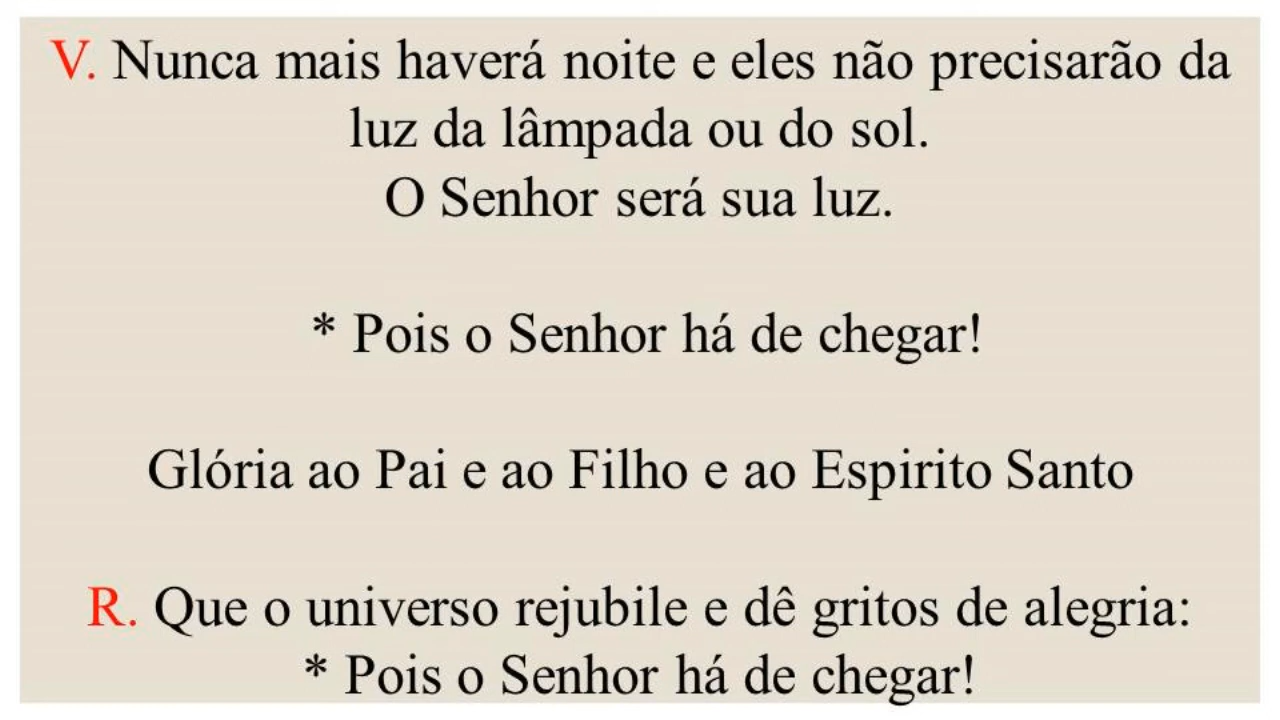 V. Nunca mais haverá noite e eles não precisarão da
luz da lâmpada ou do sol.
O Senhor será sua luz.
* Pois o Senhor há de chegar!
Glória ao Pai e ao Filho e ao Espirito Santo
R. Que o universo rejubile e dê gritos de alegria:
* Pois o Senhor há de chegar!